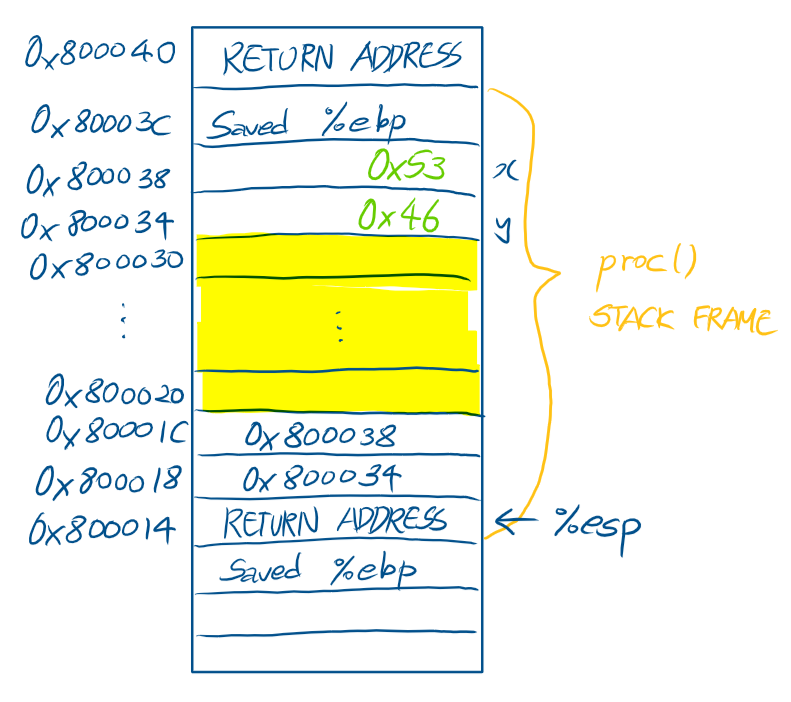 0x800040 RETURN ADDRESS
0x80003C Saved %ebp
0x800038 0x53 x
0x800034 0x46 y
0x800030
proc()
STACK FRAME
⋮ ⋮
0x800020
0x80001C 0x800038
0x800018 0x800034
0x800014 RETURN ADDRESS ← %esp
Saved %ebp